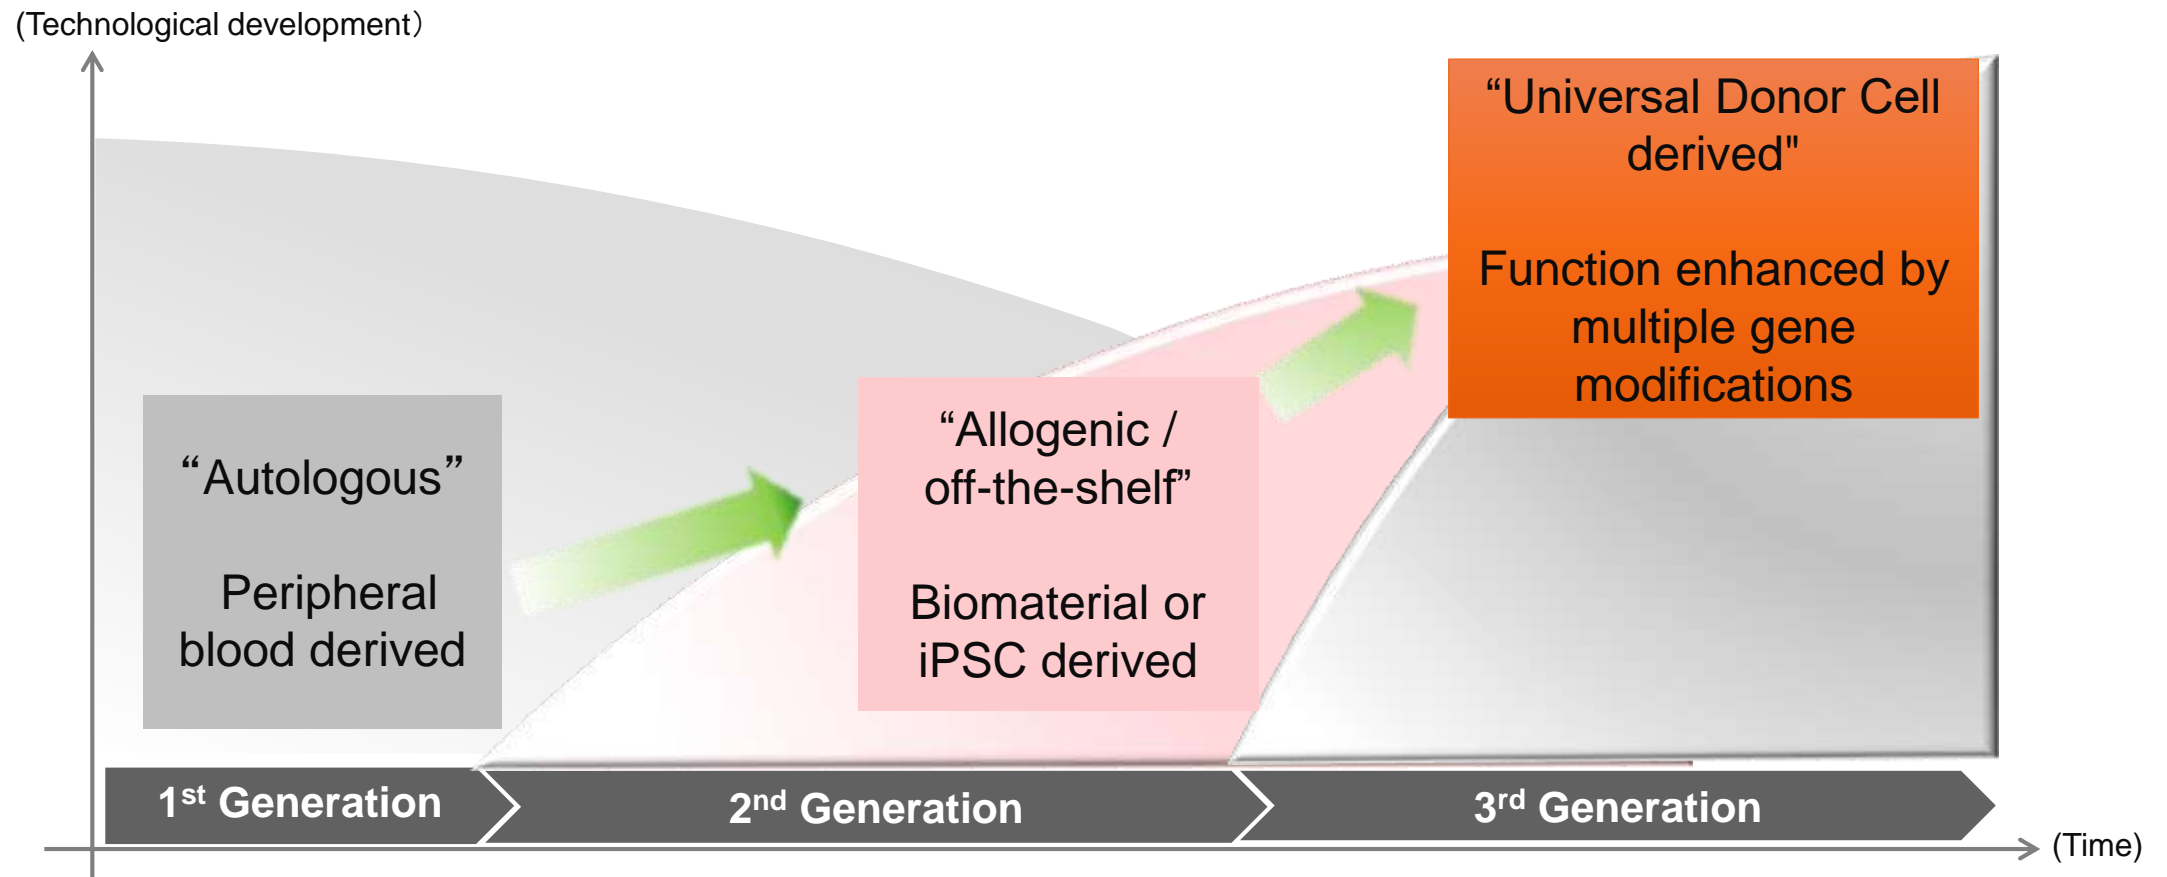 (Technological development）
“Universal Donor Cell
derived"
Function enhanced by
multiple gene
modifications
“Allogenic /
off-the-shelf”
Biomaterial or
iPSC derived
“Autologous”
Peripheral
blood derived
1st Generation
2nd Generation
3rd Generation
(Time)